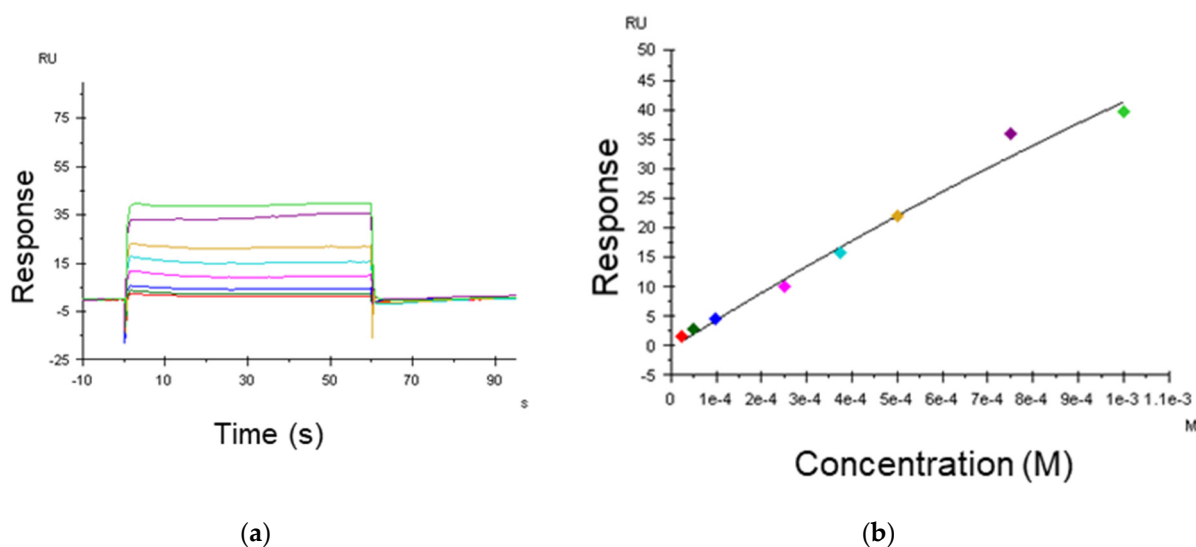 RU
Response
75
55
35
15
-5
-25
-10 10 30 50 70 90
s
Time (s)
(a)
RU
Response
50
45
40
35
30
25
20
15
10
5
0
-5
0 1e-4 2e-4 3e-4 4e-4 5e-4 6e-4 7e-4 8e-4 9e-4 1e-3 1.1e-3
M
Concentration (M)
(b)